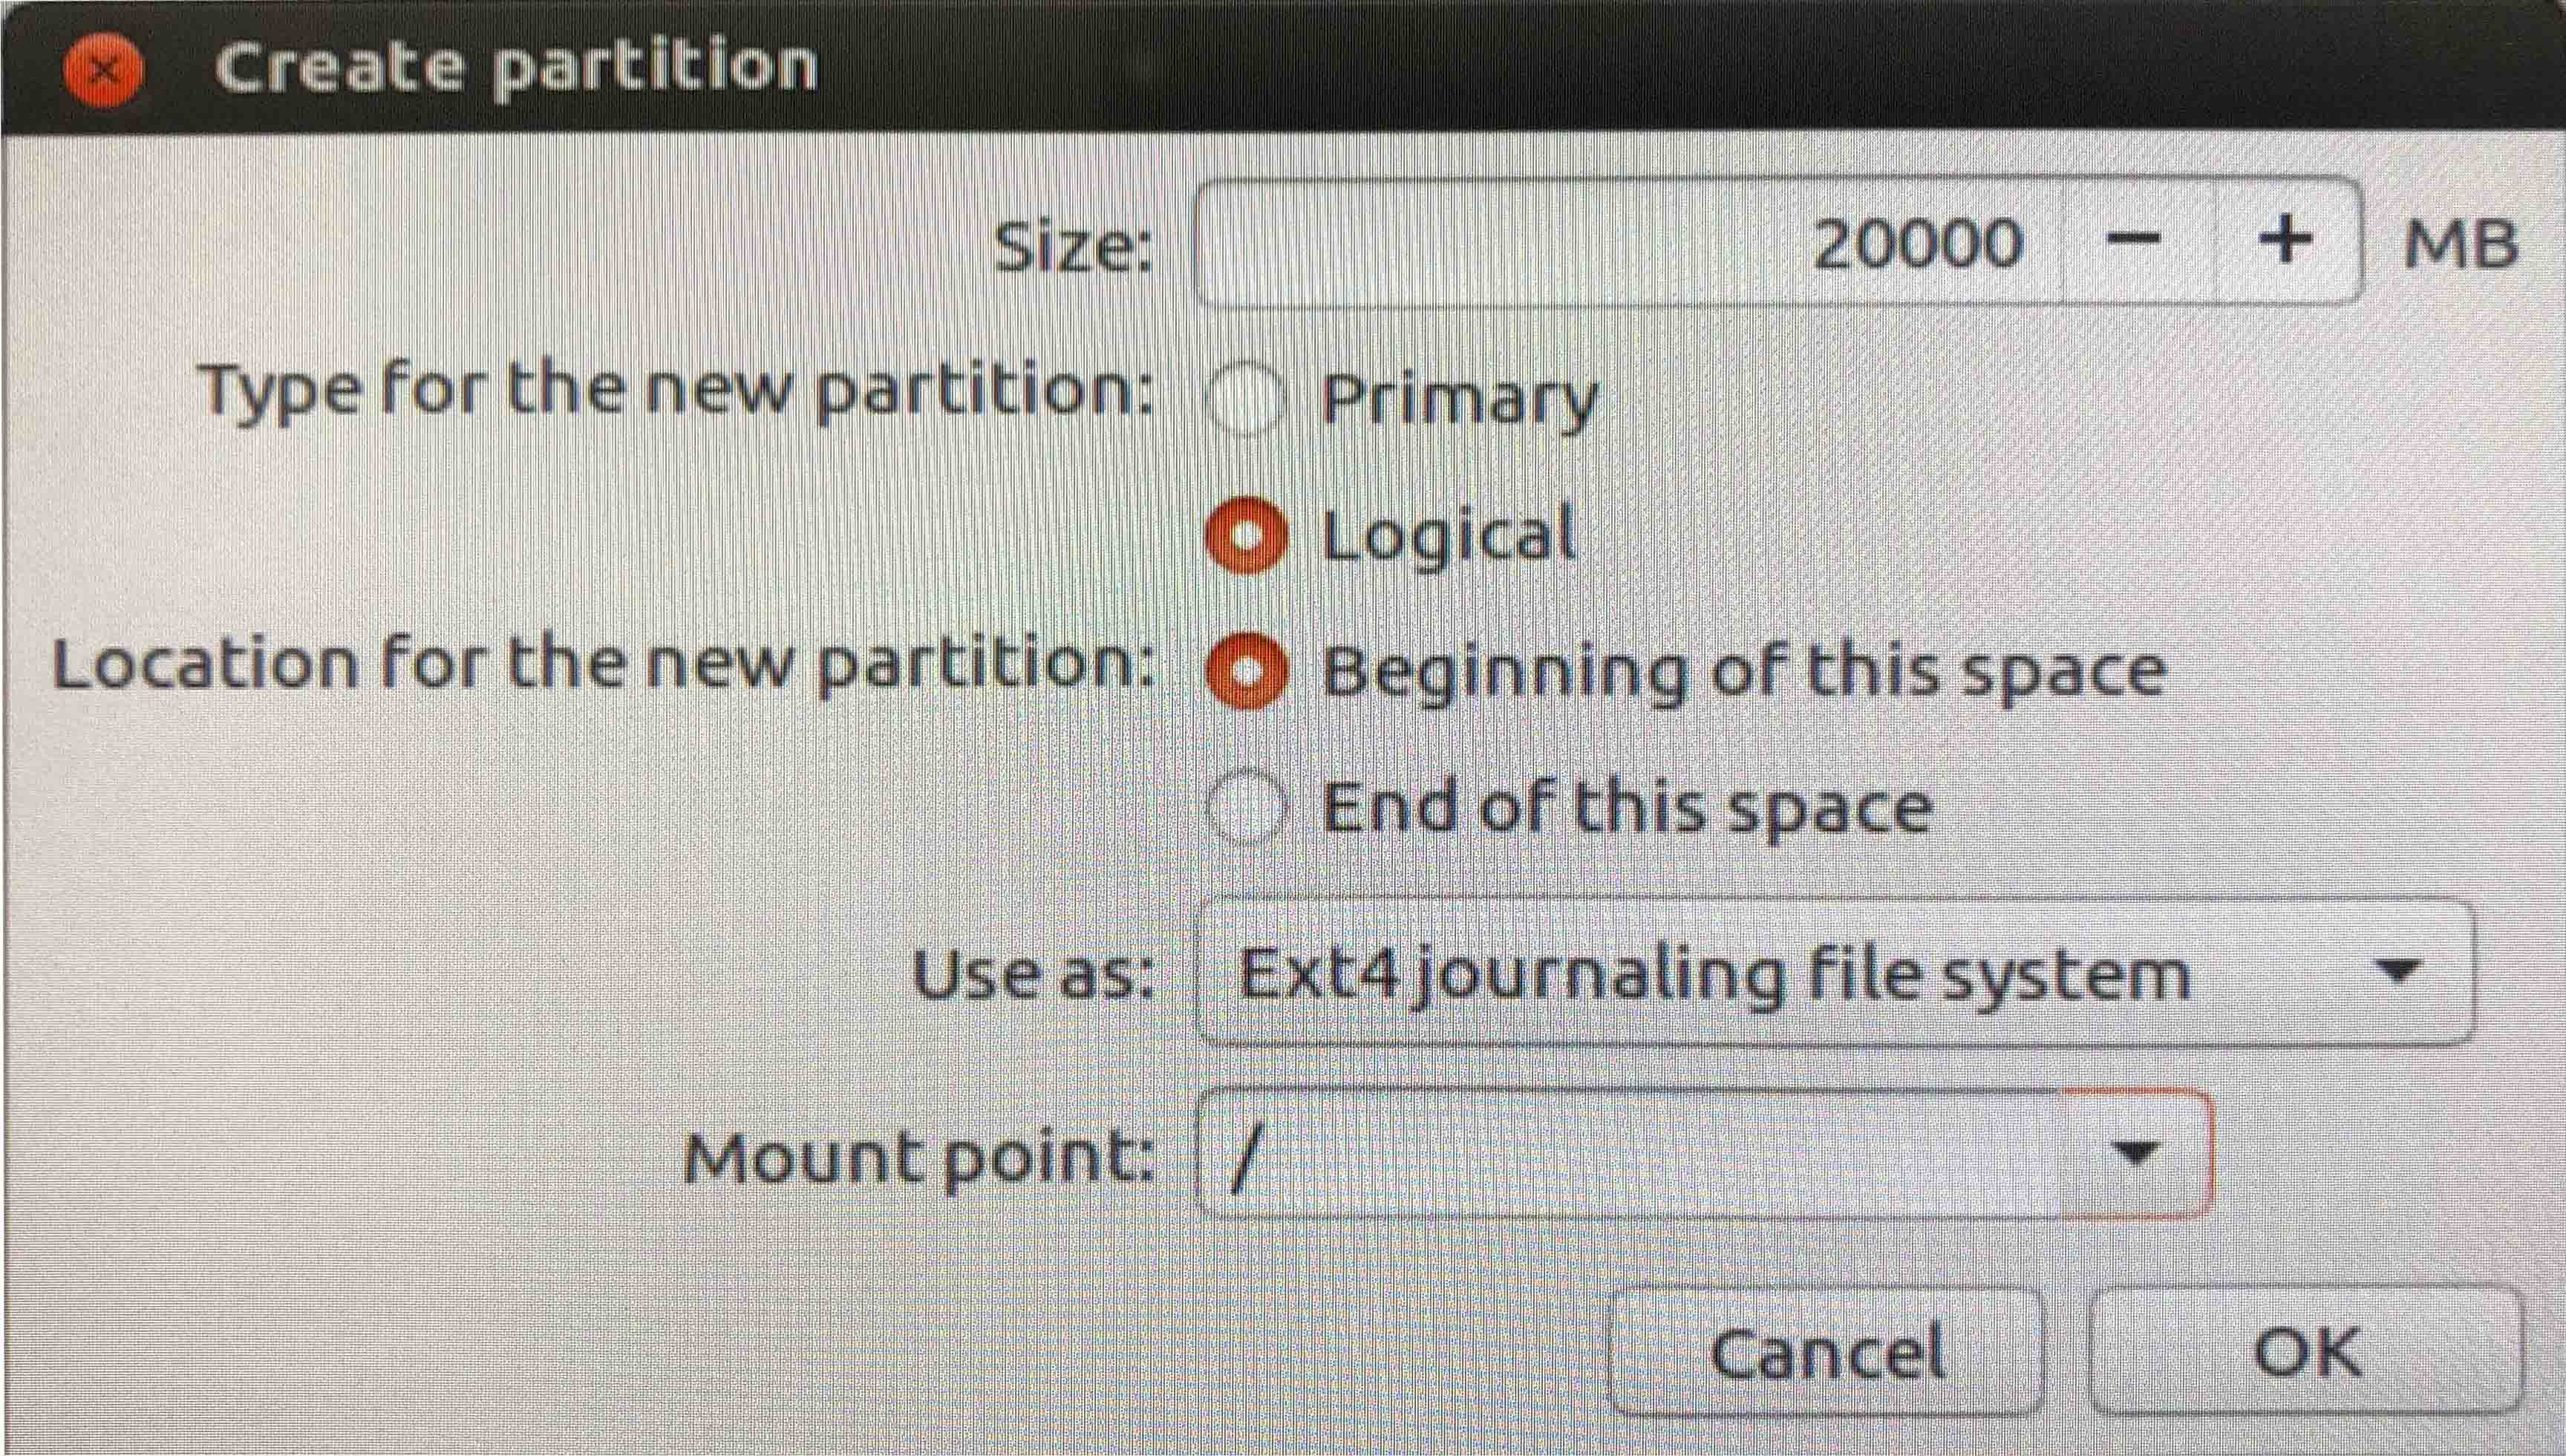 Create partition
Size: 20000 − + MB
Type for the new partition: Primary
Logical
Location for the new partition: Beginning of this space
End of this space
Use as: Ext4 journaling file system
Mount point: /
Cancel OK